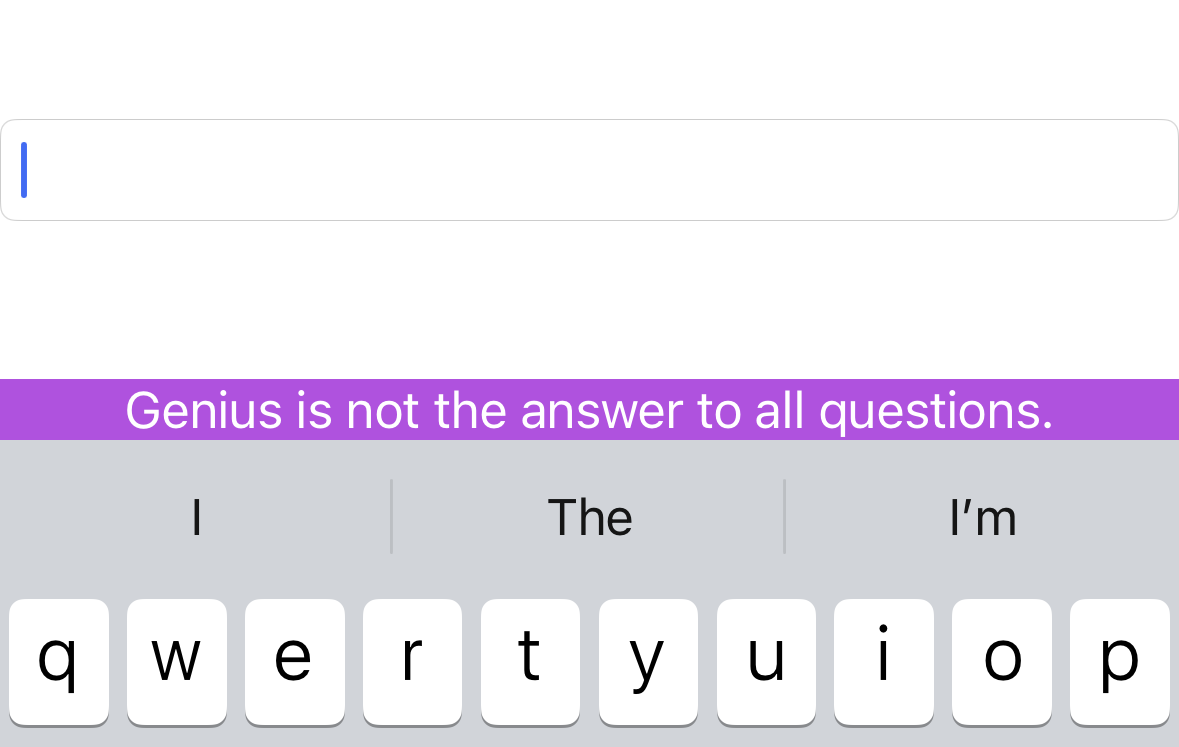 Genius is not the answer to all questions.
I The I’m
q w e r t y u i o p